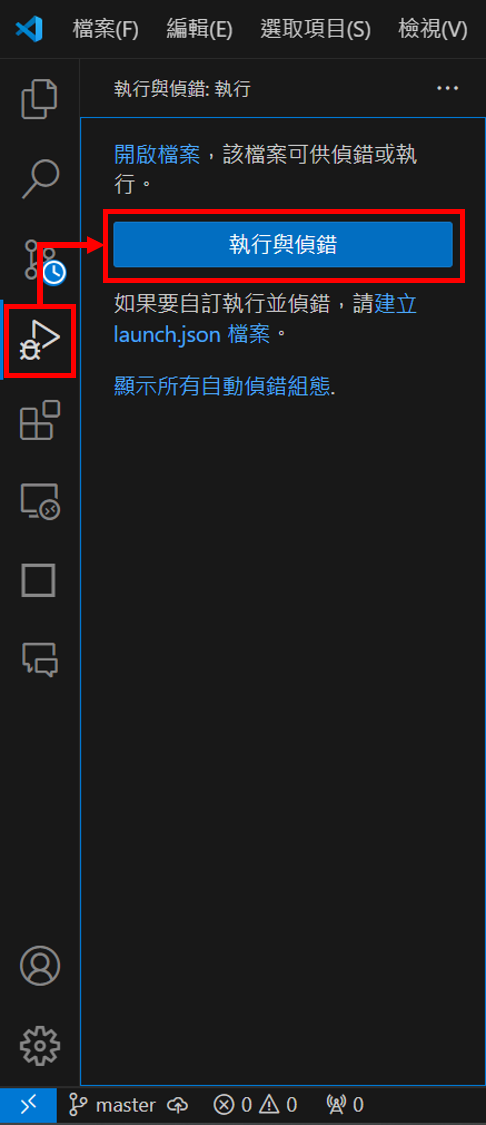 檔案(F) 編輯(E) 選取項目(S) 檢視(V)
執行與偵錯: 執行
開啟檔案，該檔案可供偵錯或執
行。
執行與偵錯
如果要自訂執行並偵錯，請建立
launch.json 檔案。
顯示所有自動偵錯組態.
master 0 0 0